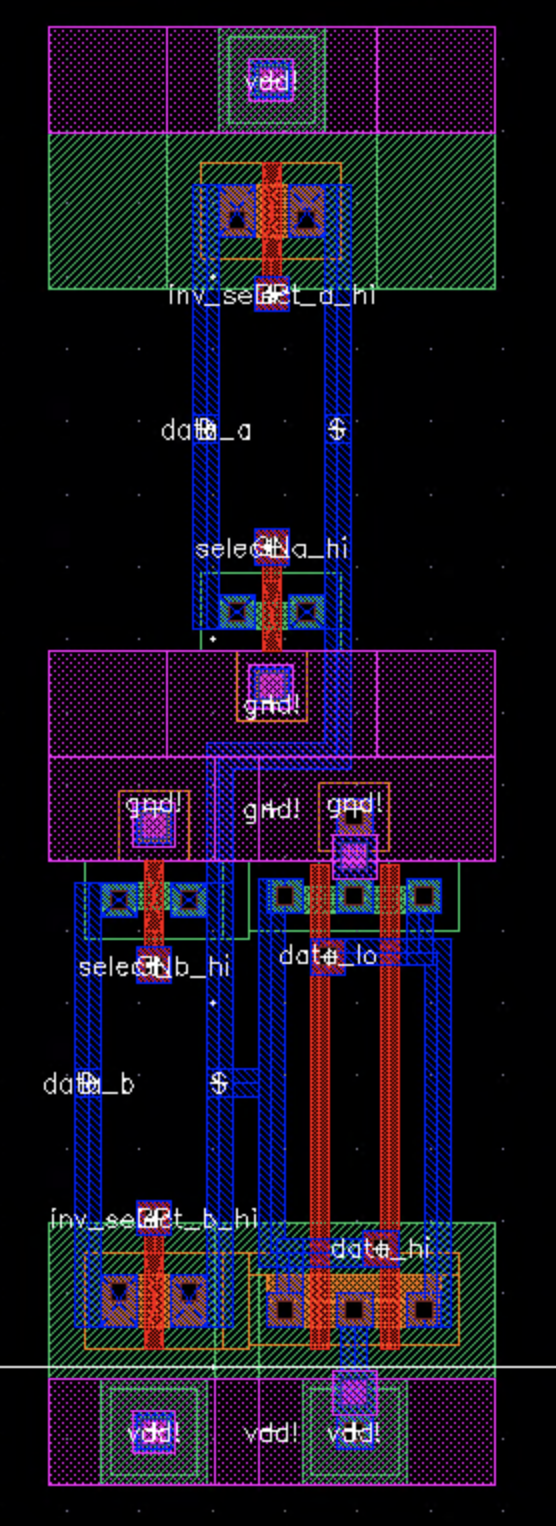 vdd!
inv_select_a_hi
data_a
S
select_a_hi
gnd!
gnd! gnd! gnd!
data_lo
select_b_hi
data_b
S
inv_select_b_hi
data_hi
vdd! vdd! vdd!